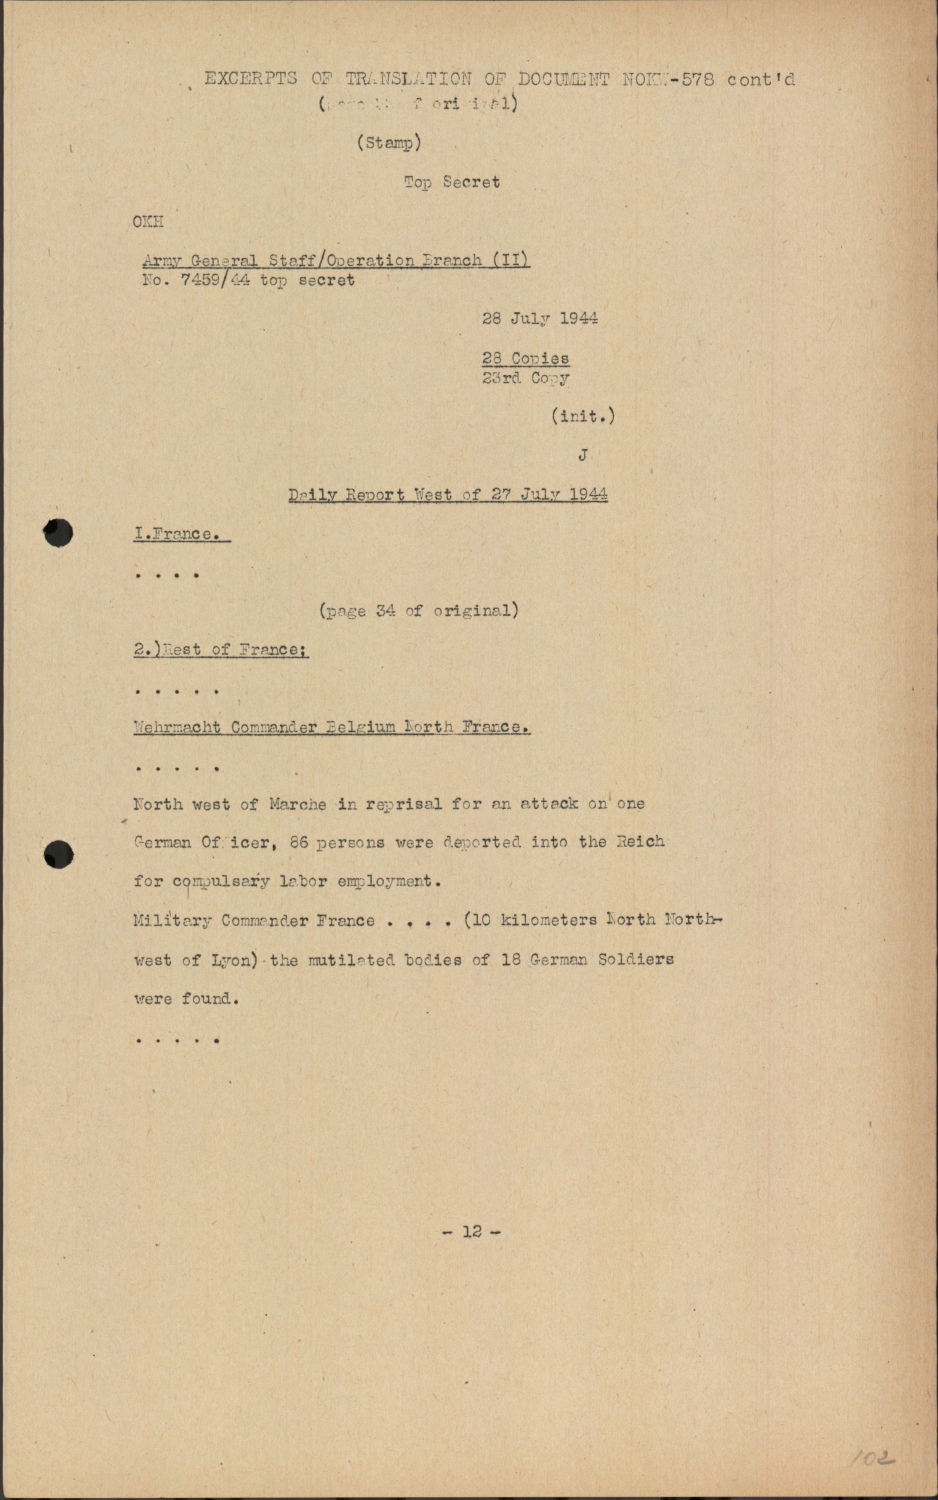 EXCERPTS OF TRANSLATION OF DOCUMENT NOKW-578 cont'd
( of original)
(Stamp)
Top Secret
OKH
Army General Staff/Operation Branch (II)
No. 7459/44 top secret
28 July 1944
28 Copies
23rd Copy
(init.)
J
Daily Report West of 27 July 1944
I.France.
. . . .
(page 34 of original)
2.)Rest of France:
. . . . .
Wehrmacht Commander Belgium North France.
. . . . .
North west of Marche in reprisal for an attack on one
German Officer, 86 persons were deported into the Reich
for compulsary labor employment.
Military Commander France . . . . (10 kilometers North North-
west of Lyon) the mutilated bodies of 18 German Soldiers
were found.
. . . . .
- 12 -
102